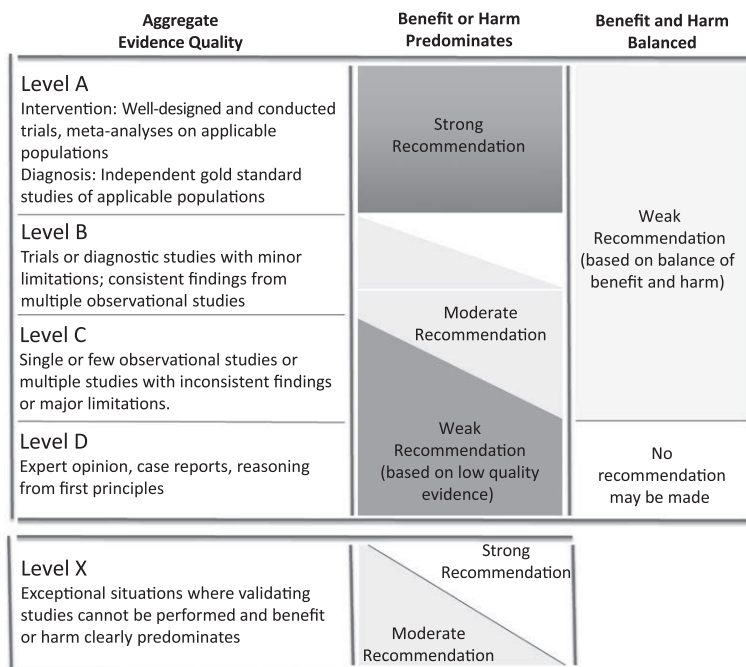 Aggregate
Evidence Quality
Benefit or Harm
Predominates
Benefit and Harm
Balanced
Level A
Intervention: Well-designed and conducted
trials, meta-analyses on applicable
populations
Diagnosis: Independent gold standard
studies of applicable populations
Strong
Recommendation
Weak
Recommendation
(based on balance of
benefit and harm)
Level B
Trials or diagnostic studies with minor
limitations; consistent findings from
multiple observational studies
Moderate
Recommendation
Level C
Single or few observational studies or
multiple studies with inconsistent findings
or major limitations.
Level D
Expert opinion, case reports, reasoning
from first principles
Weak
Recommendation
(based on low quality
evidence)
No
recommendation
may be made
Level X
Exceptional situations where validating
studies cannot be performed and benefit
or harm clearly predominates
Strong
Recommendation
Moderate
Recommendation